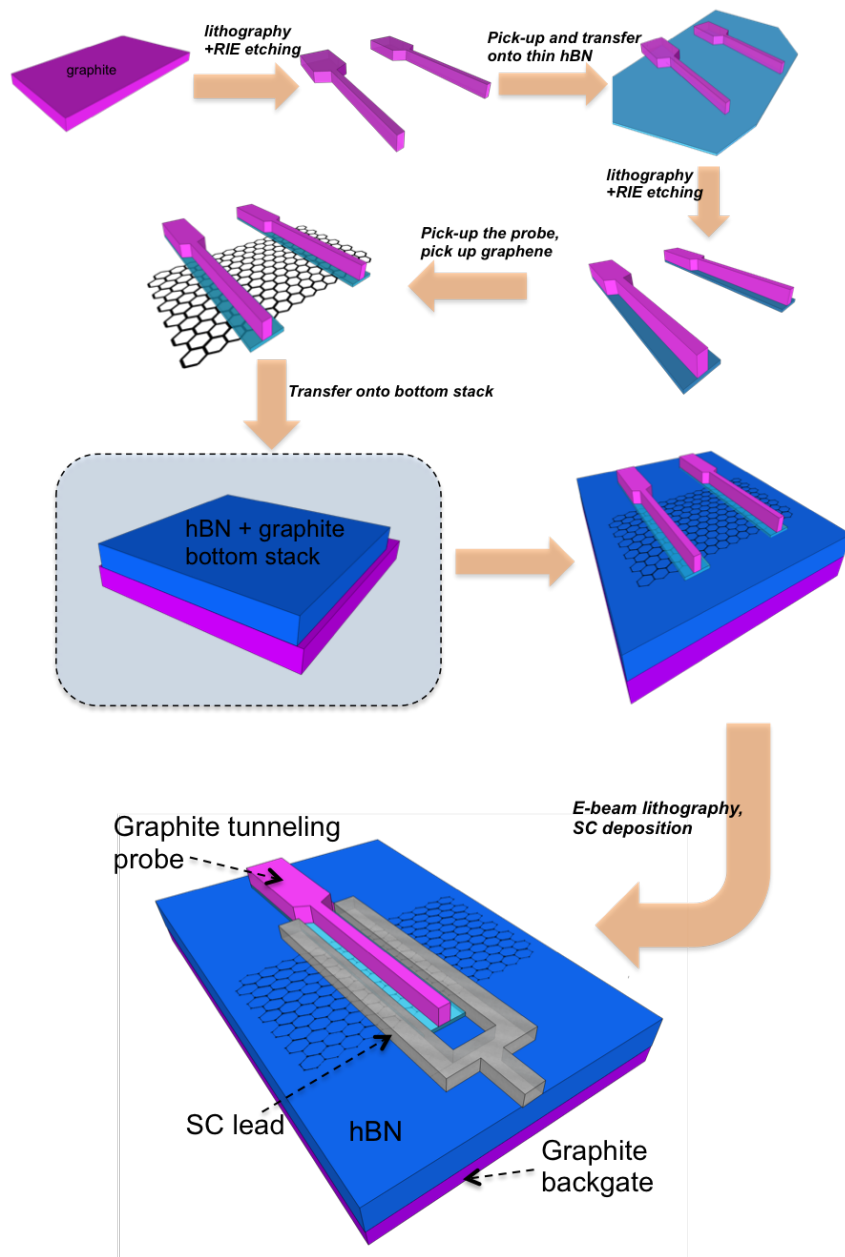 graphite
lithography
+RIE etching
Pick-up and transfer
onto thin hBN
lithography
+RIE etching
Pick-up the probe,
pick up graphene
Transfer onto bottom stack
hBN + graphite
bottom stack
E-beam lithography,
SC deposition
Graphite tunneling
probe
SC lead
hBN
Graphite
backgate